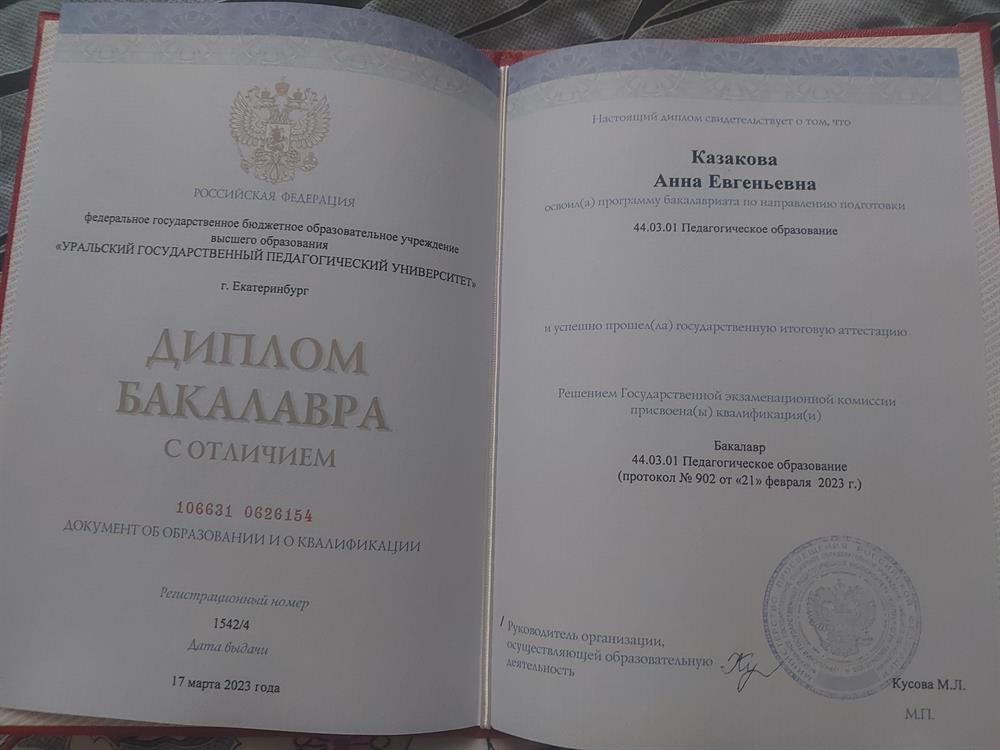 РОССИЙСКАЯ ФЕДЕРАЦИЯ
федеральное государственное бюджетное образовательное учреждение
высшего образования
«УРАЛЬСКИЙ ГОСУДАРСТВЕННЫЙ ПЕДАГОГИЧЕСКИЙ УНИВЕРСИТЕТ»
г. Екатеринбург
ДИПЛОМ
БАКАЛАВРА
С ОТЛИЧИЕМ
106631 0626154
ДОКУМЕНТ ОБ ОБРАЗОВАНИИ И О КВАЛИФИКАЦИИ
Регистрационный номер
1542/4
Дата выдачи
17 марта 2023 года
Настоящий диплом свидетельствует о том, что
Казакова
Анна Евгеньевна
освоил(а) программу бакалавриата по направлению подготовки
44.03.01 Педагогическое образование
и успешно прошел(ла) государственную итоговую аттестацию
Решением Государственной экзаменационной комиссии
присвоена(ы) квалификация(и)
Бакалавр
44.03.01 Педагогическое образование
(протокол № 902 от «21» февраля 2023 г.)
/ Руководитель организации,
осуществляющей образовательную
деятельность
Кусова М.Л.
М.П.